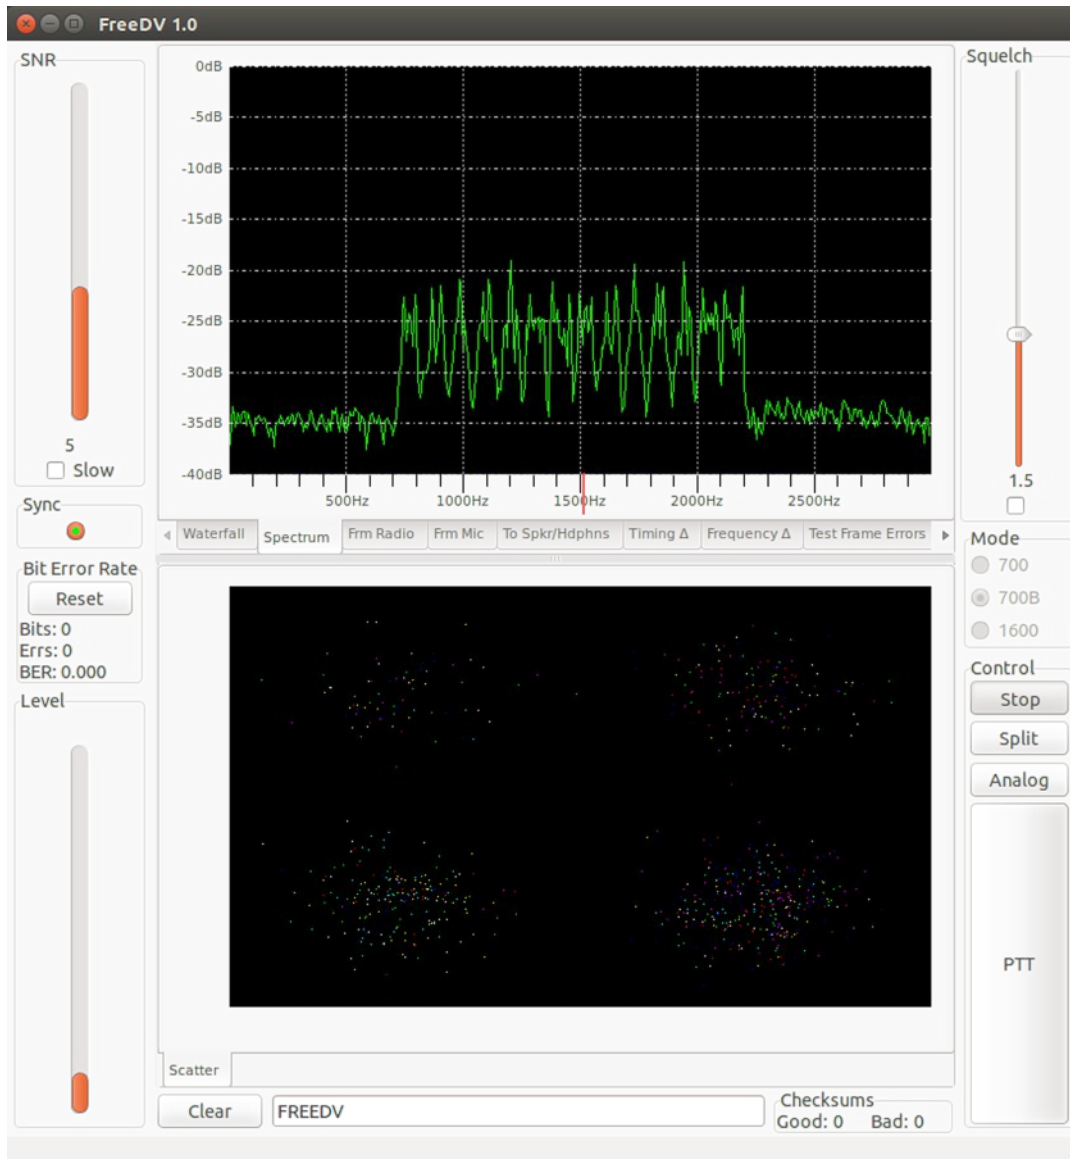 FreeDV 1.0
SNR
5
Slow
Sync
Bit Error Rate
Reset
Bits: 0
Errs: 0
BER: 0.000
Level
0dB
-5dB
-10dB
-15dB
-20dB
-25dB
-30dB
-35dB
-40dB
500Hz 1000Hz 1500Hz 2000Hz 2500Hz
Waterfall Spectrum Frm Radio Frm Mic To Spkr/Hdphns Timing Δ Frequency Δ Test Frame Errors
Scatter
Clear FREEDV
Checksums
Good: 0 Bad: 0
Squelch
1.5
Mode
700
700B
1600
Control
Stop
Split
Analog
PTT